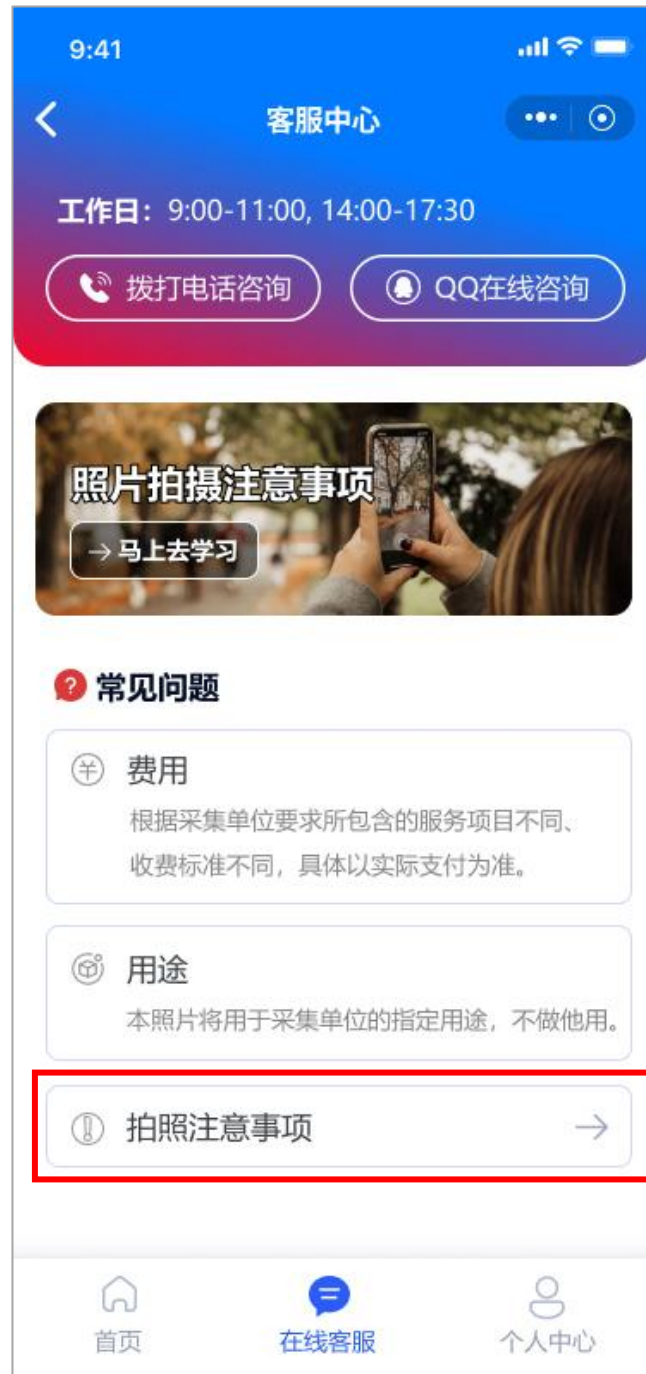 9:41
客服中心
工作日：9:00-11:00, 14:00-17:30
拨打电话咨询
QQ在线咨询
照片拍摄注意事项
→马上去学习
? 常见问题
费用
根据采集单位要求所包含的服务项目不同、
收费标准不同，具体以实际支付为准。
用途
本照片将用于采集单位的指定用途，不做他用。
拍照注意事项 →
首页
在线客服
个人中心